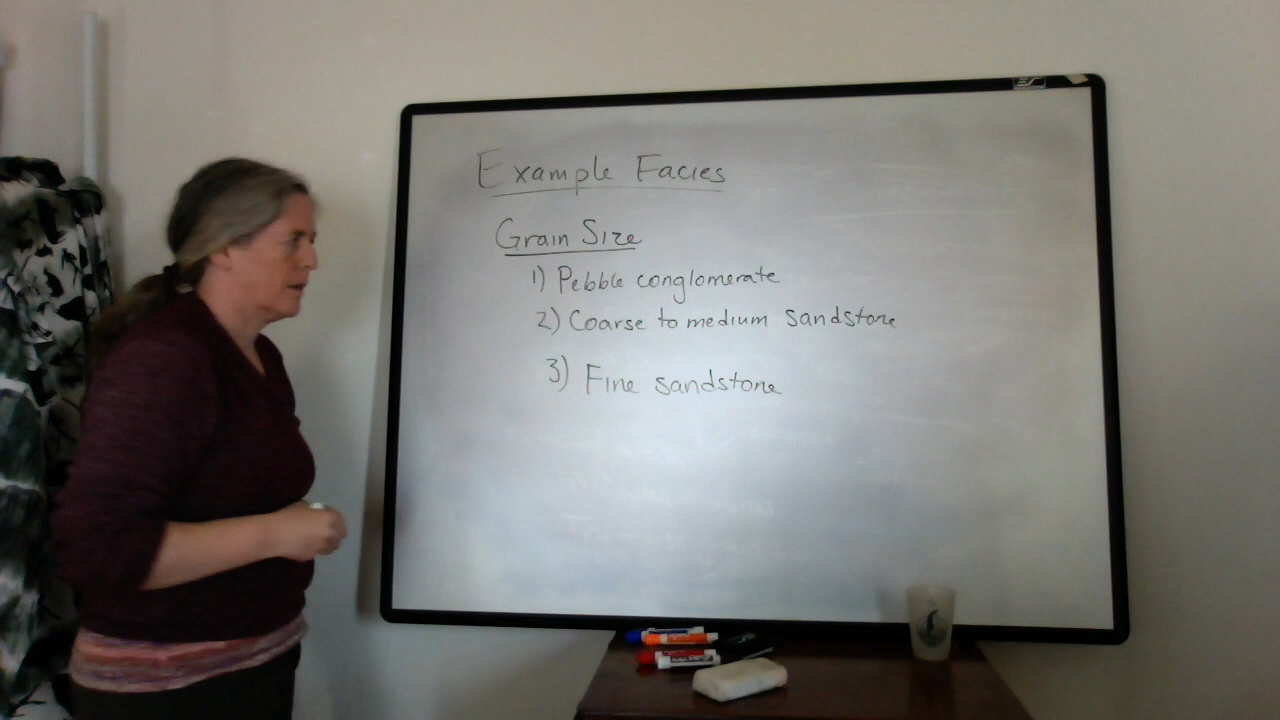 Example Facies
Grain Size
1) Pebble conglomerate
2) Coarse to medium sandstone
3) Fine sandstone